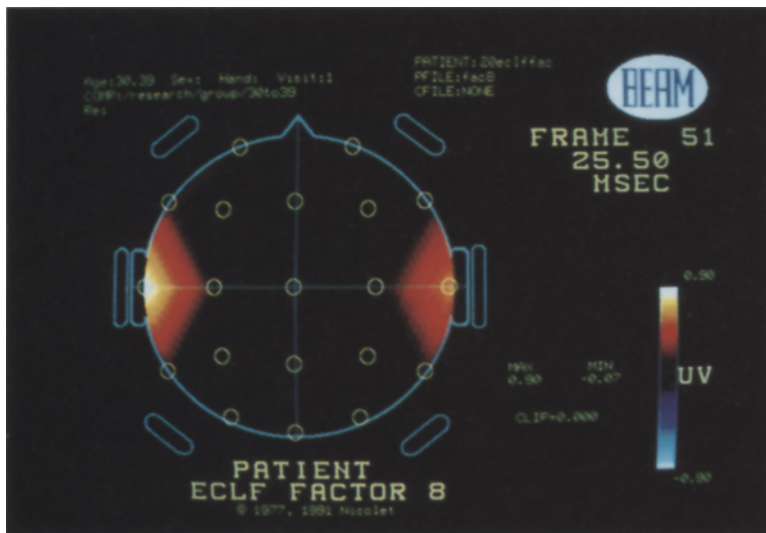 Age:30.39 Sex: Hand: Visit:1
COMP:/research/group/30to39
Re:
PATIENT:20eclffac
PFILE:fac8
CFILE:NONE
BEAM
FRAME 51
25.50
MSEC
0.90
MAX MIN
0.90 -0.07
UV
CLIP=0.000
-0.90
PATIENT
ECLF FACTOR 8
© 1977, 1991 Nicolet